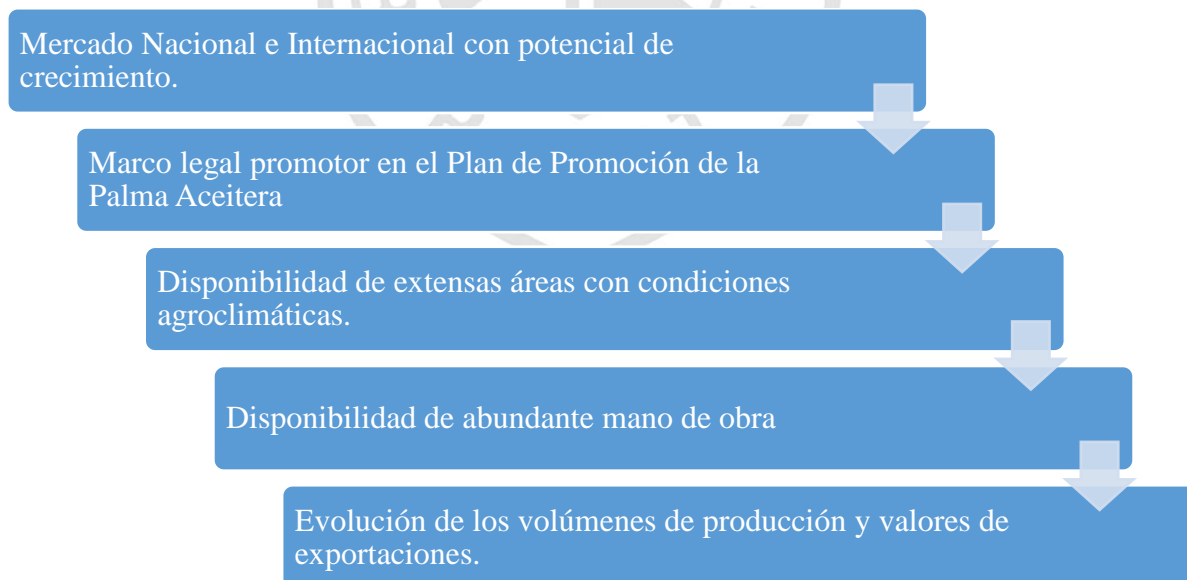 Mercado Nacional e Internacional con potencial de
crecimiento.
Marco legal promotor en el Plan de Promoción de la
Palma Aceitera
Disponibilidad de extensas áreas con condiciones
agroclimáticas.
Disponibilidad de abundante mano de obra
Evolución de los volúmenes de producción y valores de
exportaciones.